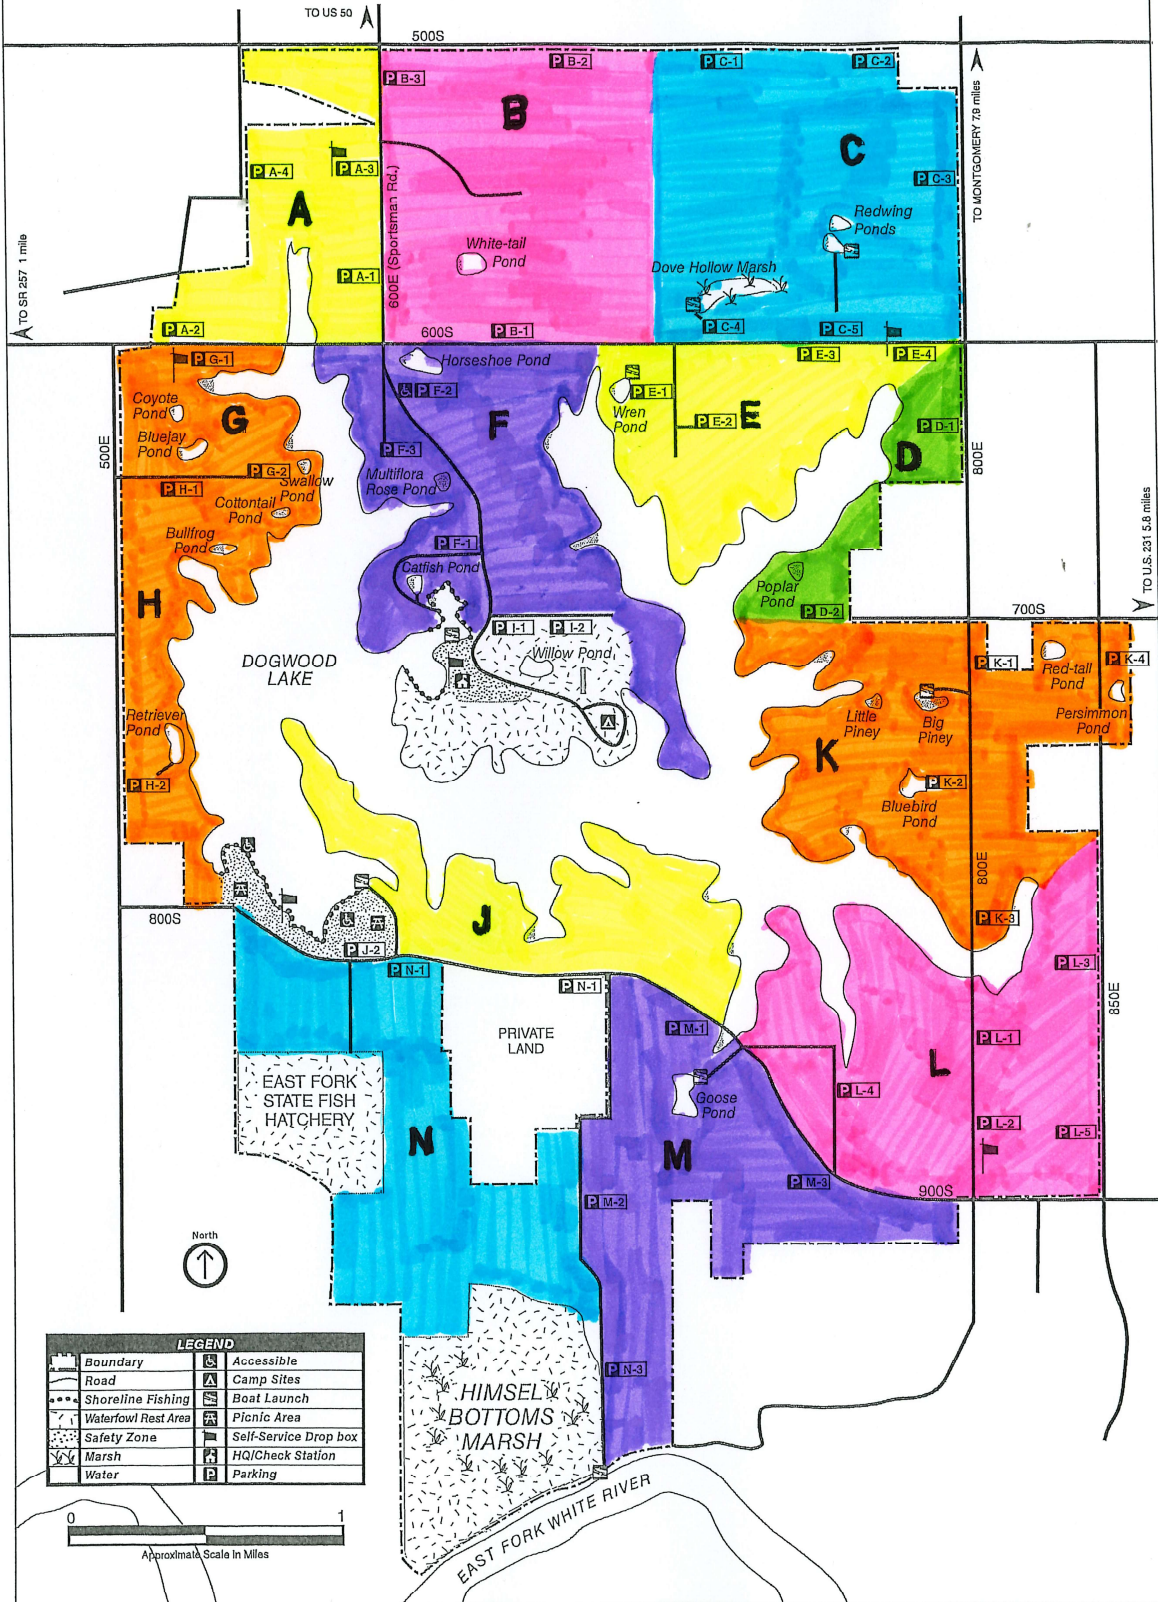 TO US 50
500S
B-3
B-2
C-1
C-2
B
C
TO MONTGOMERY 7.9 miles
A-4
A-3
C-3
A
600E (Sportsman Rd.)
Redwing
Ponds
White-tail
Pond
Dove Hollow Marsh
TO SR 257 1 mile
A-1
A-2
600S
B-1
C-4
C-5
G-1
Horseshoe Pond
E-3
E-4
F-2
E-1
Coyote
Pond
G
F
Wren
Pond
E-2
E
D-1
Bluejay
Pond
500E
F-3
D
800E
G-2
Swallow
Pond
Multiflora
Rose Pond
H-1
Cottontail
Pond
Bullfrog
Pond
F-1
TO U.S. 231 5.8 miles
Catfish Pond
Poplar
Pond
H
D-2
700S
I-1
I-2
DOGWOOD
LAKE
Willow Pond
K-1
K-4
Red-tall
Pond
Retriever
Pond
Little
Piney
Big
Piney
Persimmon
Pond
K
H-2
K-2
Bluebird
Pond
800E
800S
J
K-3
J-2
N-1
N-1
L-3
850E
PRIVATE
LAND
M-1
L-1
L
EAST FORK
STATE FISH
HATCHERY
Goose
Pond
L-4
N
M
L-2
L-5
M-3
900S
M-2
North
LEGEND
Boundary
Accessible
Road
Camp Sites
Shoreline Fishing
Boat Launch
Waterfowl Rest Area
Picnic Area
Safety Zone
Self-Service Drop box
Marsh
HQ/Check Station
Water
Parking
N-3
HIMSEL
BOTTOMS
MARSH
0 1
Approximate Scale In Miles
EAST FORK WHITE RIVER